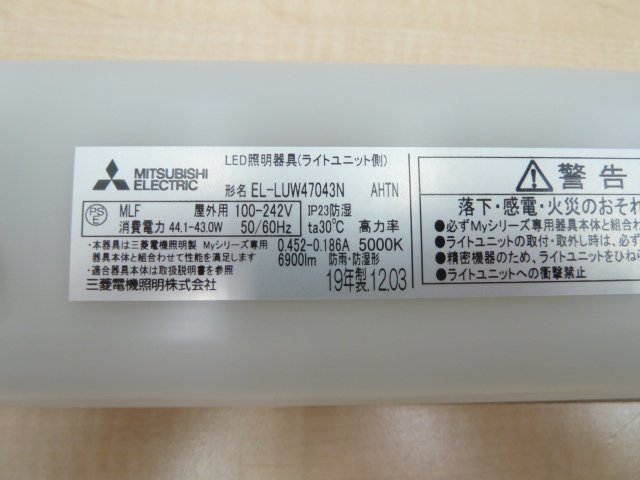 MITSUBISHI
ELECTRIC
LED照明器具(ライトユニット側)
形名 EL-LUW47043N AHTN
PSE
MLF 屋外用 100-242V IP23防湿
消費電力 44.1-43.0W 50/60Hz ta30℃ 高力率
・本器具は三菱電機照明製 Myシリーズ専用 0.452-0.186A 5000K
器具本体と組合わせて性能を満足します 6900lm 防雨・防湿形
・適合器具本体は取扱説明書を参照
三菱電機照明株式会社 19年製.12.03
警告
落下・感電・火災のおそれ
●必ずMyシリーズ専用器具本体と組合わ
●ライトユニットの取付・取外し時は、必ず
●精密機器のため、ライトユニットをひねら
●ライトユニットへの衝撃禁止